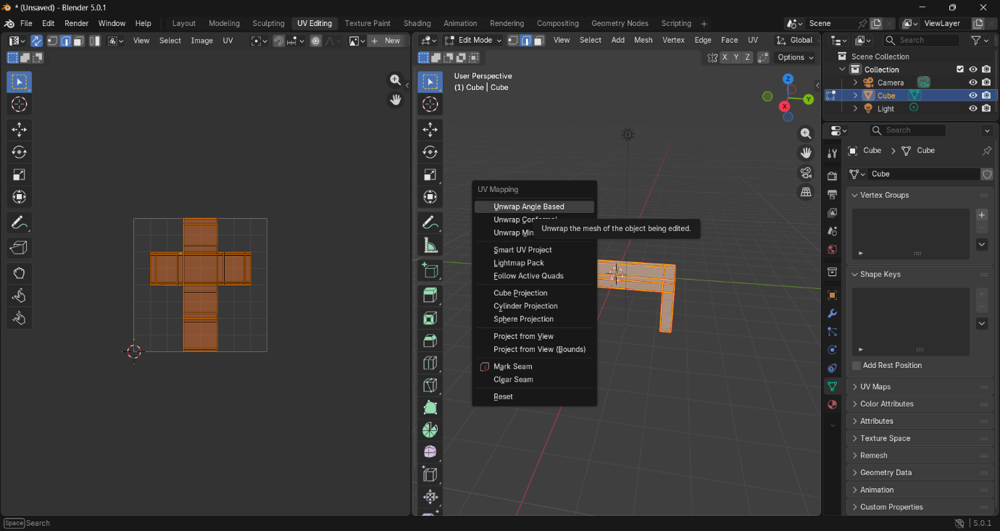 * (Unsaved) - Blender 5.0.1
File Edit Render Window Help Layout Modeling Sculpting UV Editing Texture Paint Shading Animation Rendering Compositing Geometry Nodes Scripting + Scene ViewLayer
View Select Image UV + New
Edit Mode View Select Add Mesh Vertex Edge Face UV Global
X Y Z Options
User Perspective
(1) Cube | Cube
Z
Y
X
UV Mapping
Unwrap Angle Based
Unwrap
Unwrap
Unwrap the mesh of the object being edited.
Smart UV Project
Lightmap Pack
Follow Active Quads
Cube Projection
Cylinder Projection
Sphere Projection
Project from View
Project from View (Bounds)
Mark Seam
Clear Seam
Reset
Search
Scene Collection
Collection
Camera
Cube
Light
Search
Cube > Cube
Cube
Vertex Groups
Shape Keys
Add Rest Position
UV Maps
Color Attributes
Attributes
Texture Space
Remesh
Geometry Data
Animation
Custom Properties
Space Search
5.0.1